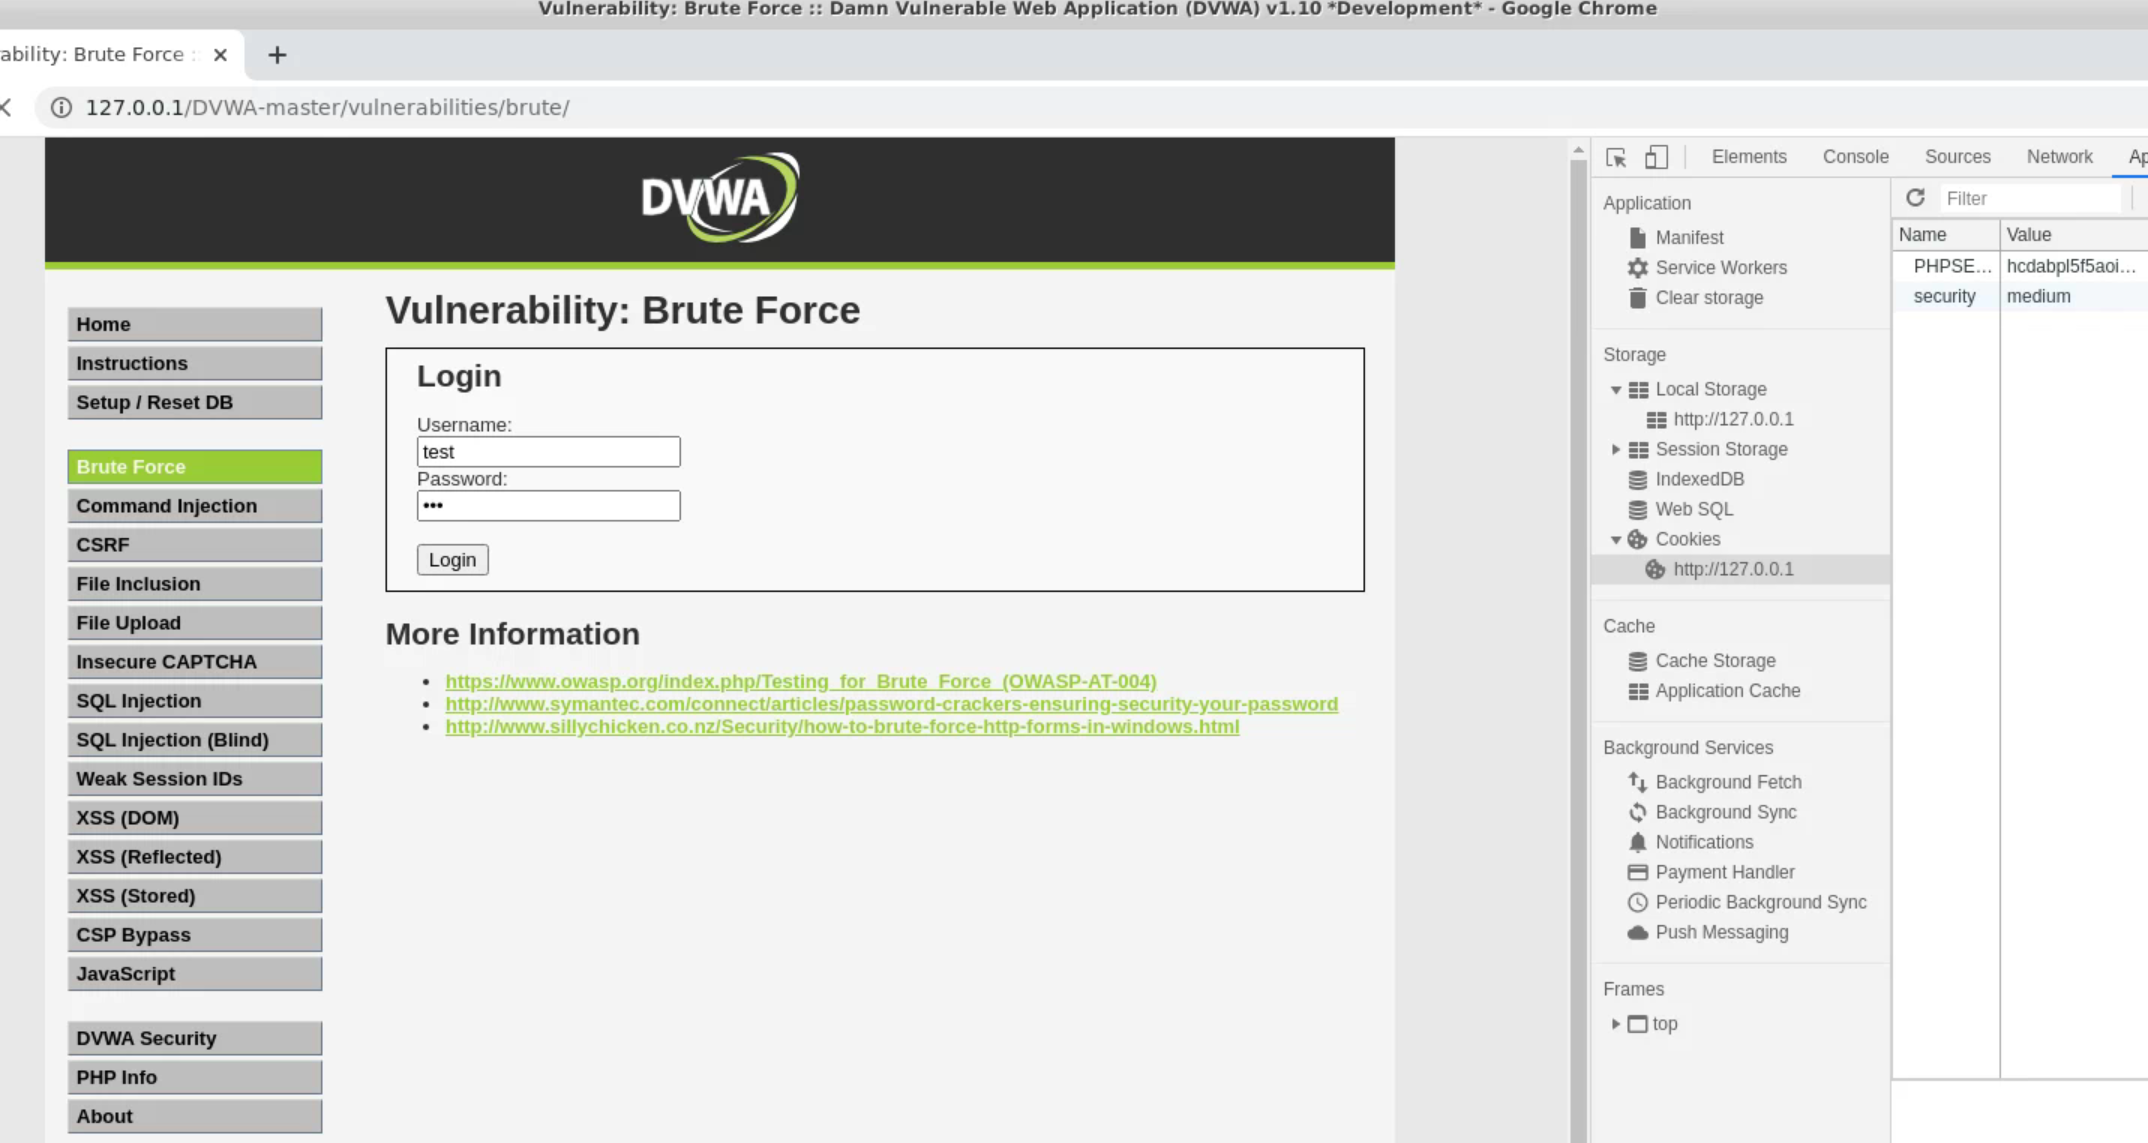 Vulnerability: Brute Force :: Damn Vulnerable Web Application (DVWA) v1.10 *Development* - Google Chrome
ability: Brute Force :
127.0.0.1/DVWA-master/vulnerabilities/brute/
DVWA
Home
Instructions
Setup / Reset DB
Brute Force
Command Injection
CSRF
File Inclusion
File Upload
Insecure CAPTCHA
SQL Injection
SQL Injection (Blind)
Weak Session IDs
XSS (DOM)
XSS (Reflected)
XSS (Stored)
CSP Bypass
JavaScript
DVWA Security
PHP Info
About
Vulnerability: Brute Force
Login
Username:
test
Password:
•••
Login
More Information
• https://www.owasp.org/index.php/Testing_for_Brute_Force_(OWASP-AT-004)
• http://www.symantec.com/connect/articles/password-crackers-ensuring-security-your-password
• http://www.sillychicken.co.nz/Security/how-to-brute-force-http-forms-in-windows.html
Elements Console Sources Network Ap
Application
Manifest
Service Workers
Clear storage
Storage
Local Storage
http://127.0.0.1
Session Storage
IndexedDB
Web SQL
Cookies
http://127.0.0.1
Cache
Cache Storage
Application Cache
Background Services
Background Fetch
Background Sync
Notifications
Payment Handler
Periodic Background Sync
Push Messaging
Frames
top
Filter
Name Value
PHPSE... hcdabpl5f5aoi...
security medium